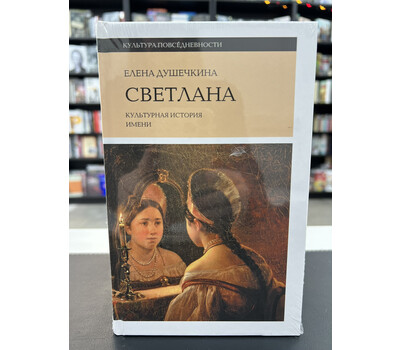 КУЛЬТУРА ПОВСЕДНЕВНОСТИ
ЕЛЕНА ДУШЕЧКИНА
СВЕТЛАНА
КУЛЬТУРНАЯ ИСТОРИЯ
ИМЕНИ